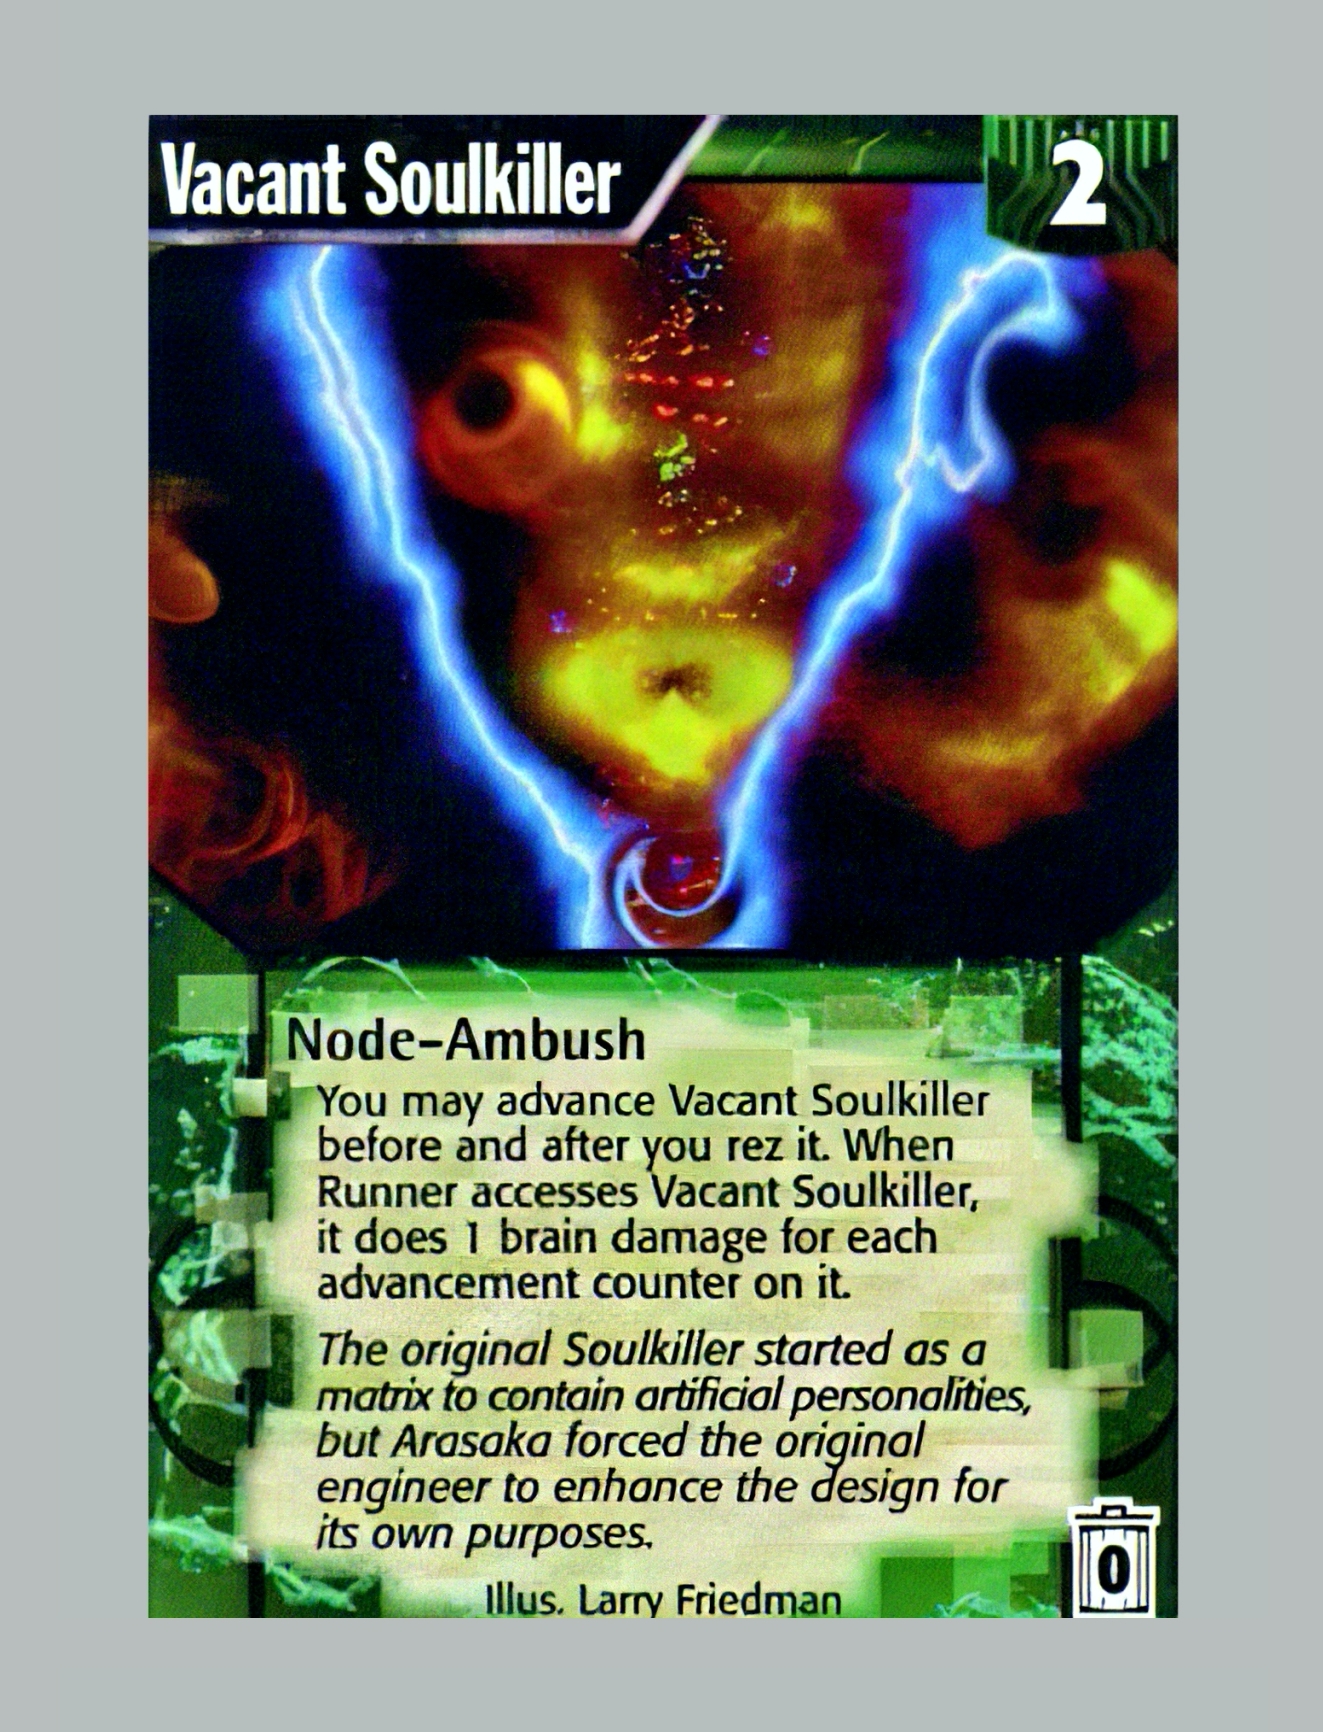 Vacant Soulkiller
2
Node–Ambush
You may advance Vacant Soulkiller
before and after you rez it. When
Runner accesses Vacant Soulkiller,
it does 1 brain damage for each
advancement counter on it.
The original Soulkiller started as a
matrix to contain artificial personalities,
but Arasaka forced the original
engineer to enhance the design for
its own purposes.
0
Illus. Larry Friedman